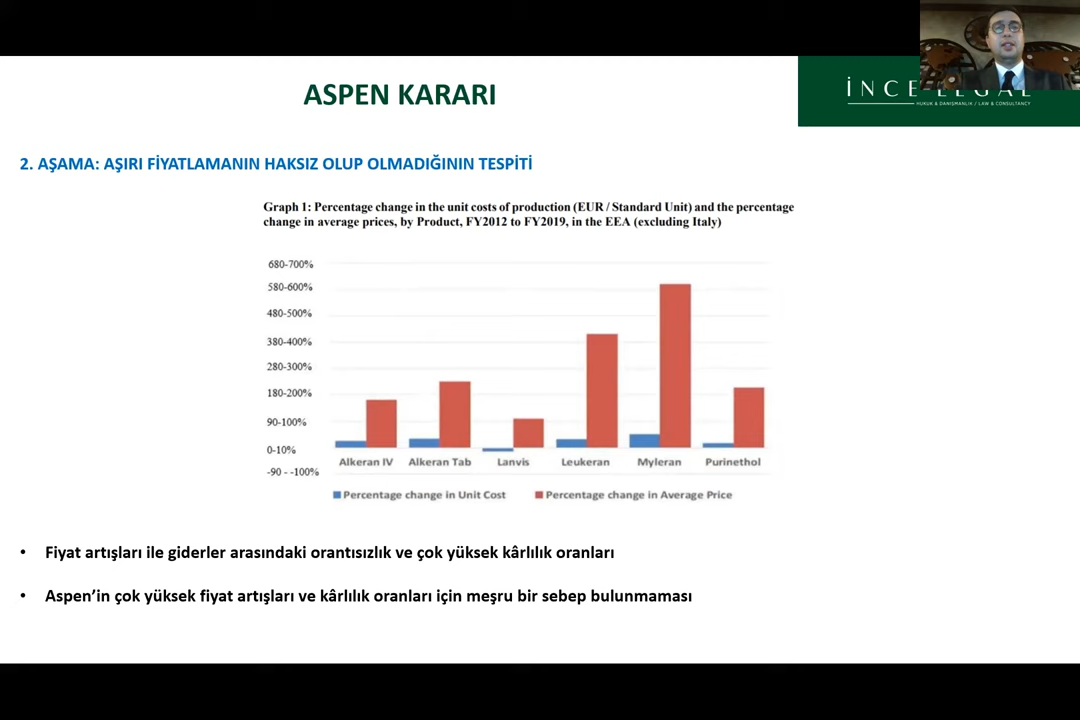 ASPEN KARARI
İNCE LEGAL
HUKUK & DANIŞMANLIK / LAW & CONSULTANCY
2. AŞAMA: AŞIRI FİYATLAMANIN HAKSIZ OLUP OLMADIĞININ TESPİTİ
Graph 1: Percentage change in the unit costs of production (EUR / Standard Unit) and the percentage
change in average prices, by Product, FY2012 to FY2019, in the EEA (excluding Italy)
680-700%
580-600%
480-500%
380-400%
280-300%
180-200%
90-100%
0-10%
-90 - -100%
Alkeran IV Alkeran Tab Lanvis Leukeran Myleran Purinethol
Percentage change in Unit Cost Percentage change in Average Price
• Fiyat artışları ile giderler arasındaki orantısızlık ve çok yüksek kârlılık oranları
• Aspen’in çok yüksek fiyat artışları ve kârlılık oranları için meşru bir sebep bulunmaması